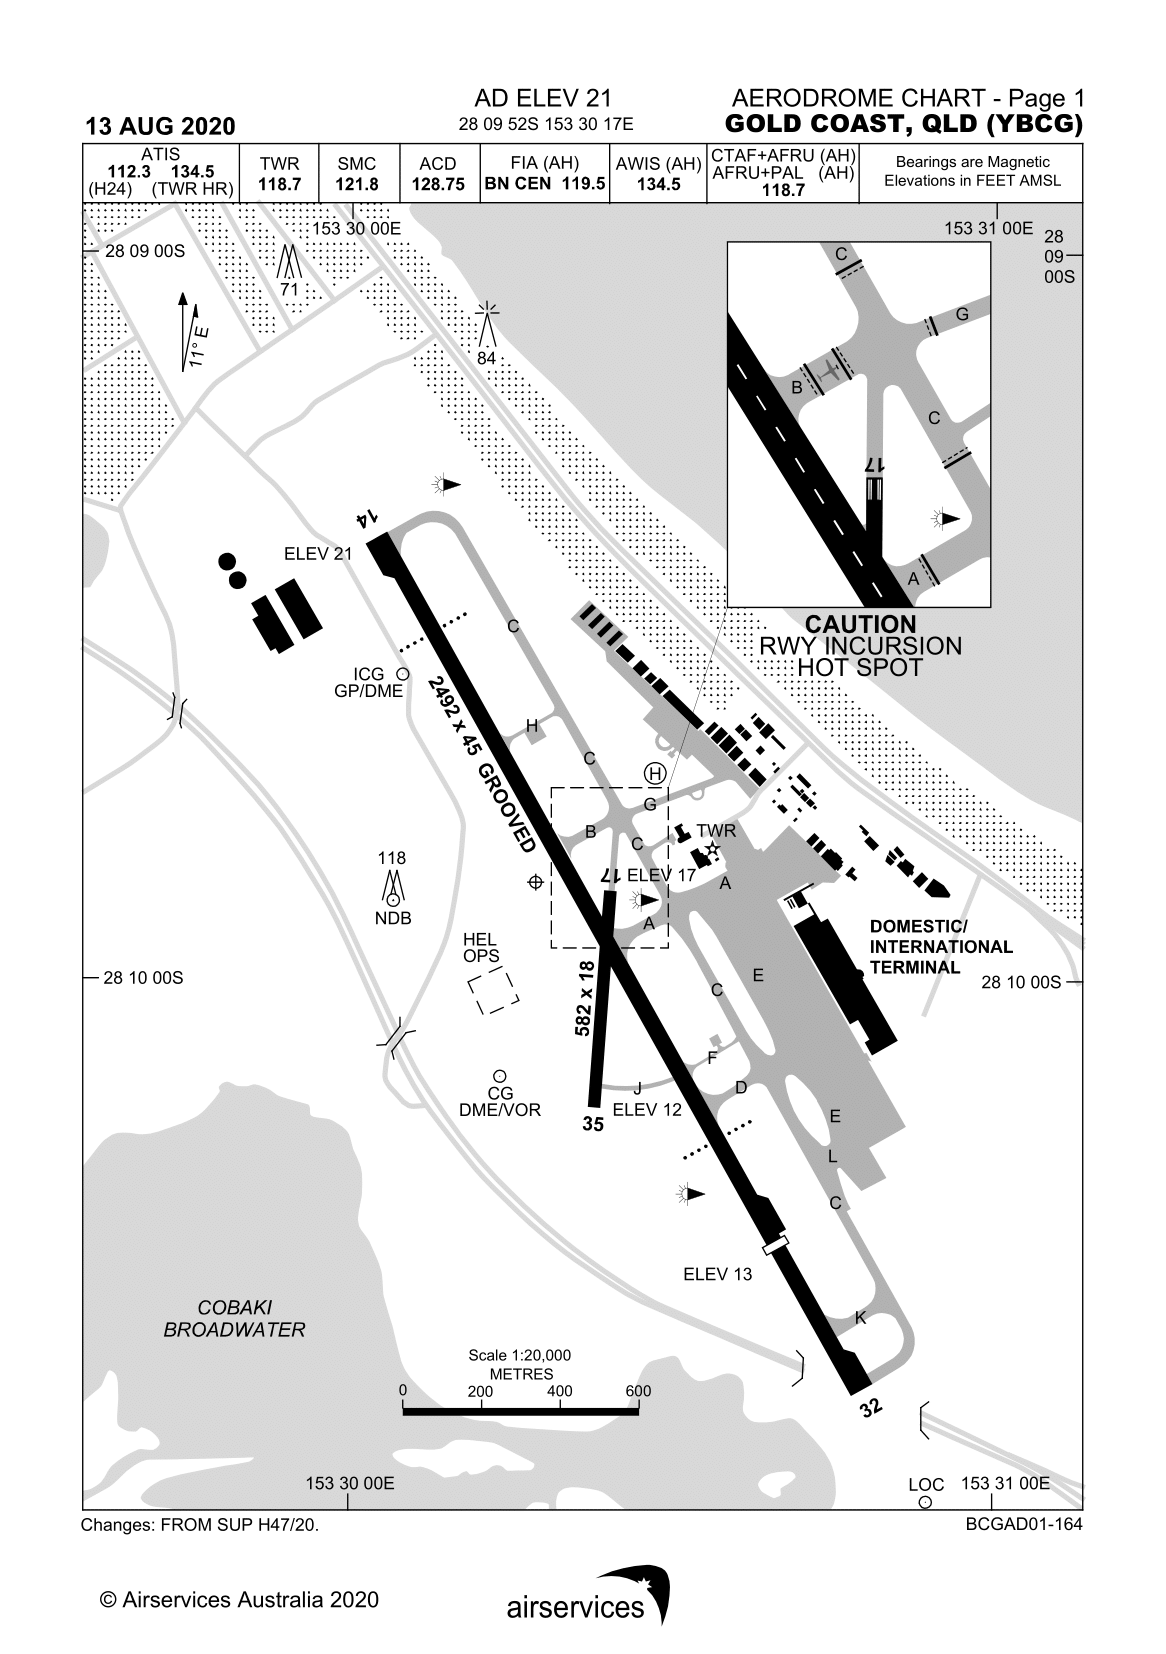 AD ELEV 21
AERODROME CHART - Page 1
13 AUG 2020
28 09 52S 153 30 17E
GOLD COAST, QLD (YBCG)
ATIS
112.3 134.5
(H24) (TWR HR)
TWR
118.7
SMC
121.8
ACD
128.75
FIA (AH)
BN CEN 119.5
AWIS (AH)
134.5
CTAF+AFRU (AH)
AFRU+PAL (AH)
118.7
Bearings are Magnetic
Elevations in FEET AMSL
153 30 00E
153 31 00E
28 09 00S
28
09
00S
71
11° E
84
C
G
B
C
17
A
CAUTION
RWY INCURSION
HOT SPOT
14
ELEV 21
C
ICG
GP/DME
2492 x 45 GROOVED
H
C
H
G
B
C
TWR
17
ELEV 17
A
A
118
NDB
HEL
OPS
DOMESTIC/
INTERNATIONAL
TERMINAL
E
C
28 10 00S
28 10 00S
582 x 18
F
J
D
CG
DME/VOR
ELEV 12
35
E
L
C
ELEV 13
COBAKI
BROADWATER
K
Scale 1:20,000
METRES
0 200 400 600
32
153 30 00E
LOC
153 31 00E
Changes: FROM SUP H47/20.
BCGAD01-164
© Airservices Australia 2020
airservices